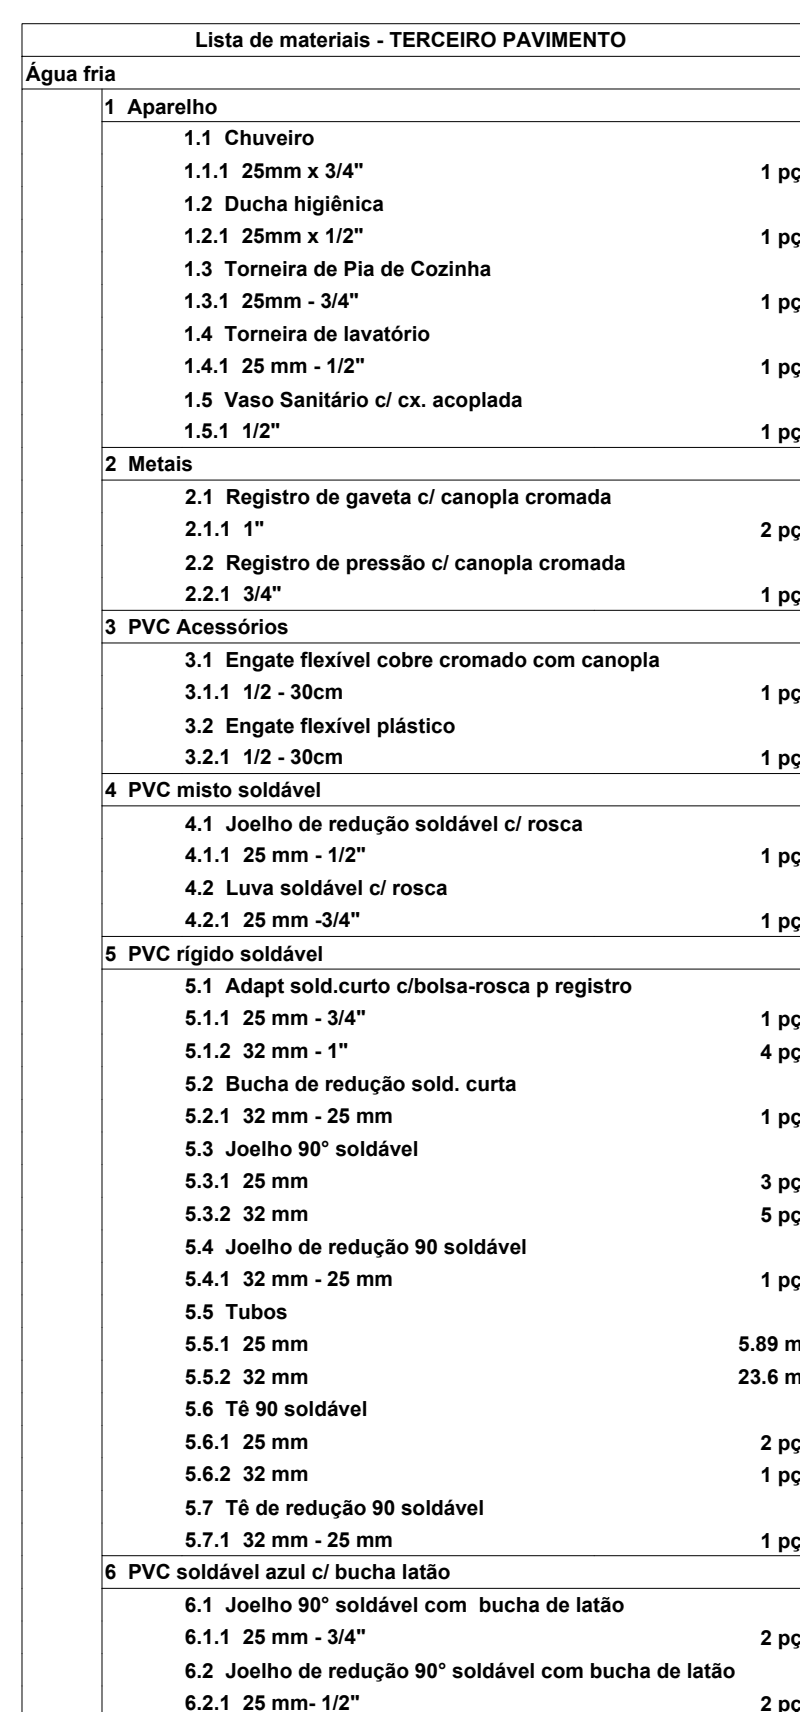 Lista de materiais - TERCEIRO PAVIMENTO
Água fria
1 Aparelho
1.1 Chuveiro
1.1.1 25mm x 3/4" 1 pç
1.2 Ducha higiênica
1.2.1 25mm x 1/2" 1 pç
1.3 Torneira de Pia de Cozinha
1.3.1 25mm - 3/4" 1 pç
1.4 Torneira de lavatório
1.4.1 25 mm - 1/2" 1 pç
1.5 Vaso Sanitário c/ cx. acoplada
1.5.1 1/2" 1 pç
2 Metais
2.1 Registro de gaveta c/ canopla cromada
2.1.1 1" 2 pç
2.2 Registro de pressão c/ canopla cromada
2.2.1 3/4" 1 pç
3 PVC Acessórios
3.1 Engate flexível cobre cromado com canopla
3.1.1 1/2 - 30cm 1 pç
3.2 Engate flexível plástico
3.2.1 1/2 - 30cm 1 pç
4 PVC misto soldável
4.1 Joelho de redução soldável c/ rosca
4.1.1 25 mm - 1/2" 1 pç
4.2 Luva soldável c/ rosca
4.2.1 25 mm -3/4" 1 pç
5 PVC rígido soldável
5.1 Adapt sold.curto c/bolsa-rosca p registro
5.1.1 25 mm - 3/4" 1 pç
5.1.2 32 mm - 1" 4 pç
5.2 Bucha de redução sold. curta
5.2.1 32 mm - 25 mm 1 pç
5.3 Joelho 90° soldável
5.3.1 25 mm 3 pç
5.3.2 32 mm 5 pç
5.4 Joelho de redução 90 soldável
5.4.1 32 mm - 25 mm 1 pç
5.5 Tubos
5.5.1 25 mm 5.89 m
5.5.2 32 mm 23.6 m
5.6 Tê 90 soldável
5.6.1 25 mm 2 pç
5.6.2 32 mm 1 pç
5.7 Tê de redução 90 soldável
5.7.1 32 mm - 25 mm 1 pç
6 PVC soldável azul c/ bucha latão
6.1 Joelho 90° soldável com bucha de latão
6.1.1 25 mm - 3/4" 2 pç
6.2 Joelho de redução 90° soldável com bucha de latão
6.2.1 25 mm- 1/2" 2 pç